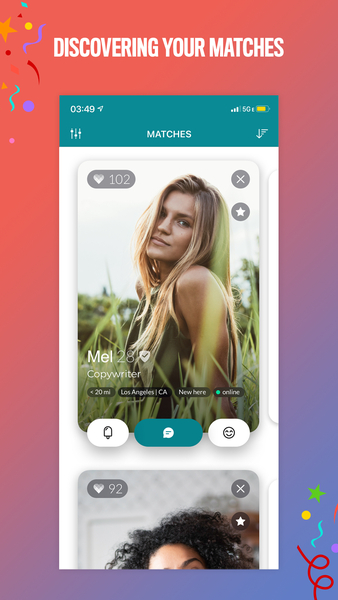 DISCOVERING YOUR MATCHES
03:49
5G E
MATCHES
102
Mel 28
Copywriter
< 20 mi
Los Angeles | CA
New here
online
92